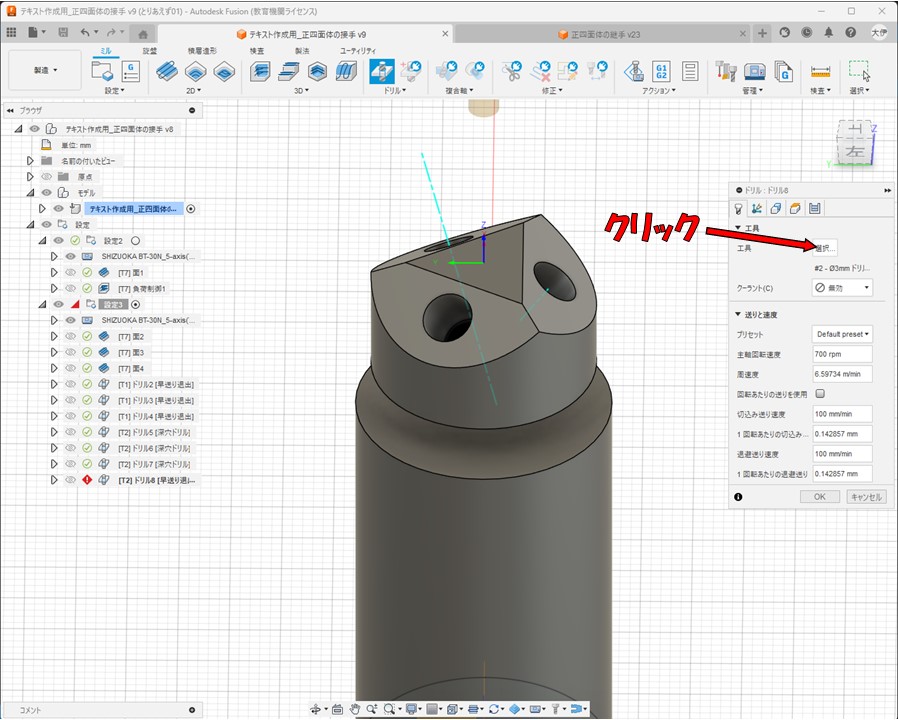 テキスト作成用_正四面体の接手 v9 (とりあえず01) - Autodesk Fusion (教育機関ライセンス)
テキスト作成用_正四面体の接手 v9
正四面体の継手 v23
大伊
ミル 旋盤 積層造形 検査 製法 ユーティリティ
製造
設定 2D 3D ドリル 複合軸 修正 アクション 管理 検査 選択
G1 G2
ブラウザ
テキスト作成用_正四面体の接手 v8
単位: mm
名前の付いたビュー
原点
モデル
テキスト作成用_正四面体の...
設定
設定2
SHIZUOKA BT-30N_5-axis(...
[T7] 面1
[T7] 負荷制御1
設定3
SHIZUOKA BT-30N_5-axis(...
[T7] 面2
[T7] 面3
[T7] 面4
[T1] ドリル2 [早送り退出]
[T1] ドリル3 [早送り退出]
[T1] ドリル4 [早送り退出]
[T2] ドリル5 [深穴ドリル]
[T2] ドリル6 [深穴ドリル]
[T2] ドリル7 [深穴ドリル]
[T2] ドリル8 [早送り退...
Z
Y
左
Z
Y
クリック
ドリル : ドリル8
工具
工具 選択...
#2 - Ø3mm ドリ...
クーラント(C) 無効
送りと速度
プリセット Default preset
主軸回転速度 700 rpm
周速度 6.59734 m/min
回転あたりの送りを使用
切込み送り速度 100 mm/min
1 回転あたりの切込み... 0.142857 mm
退避送り速度 100 mm/min
1 回転あたりの退避送り 0.142857 mm
OK キャンセル
コメント